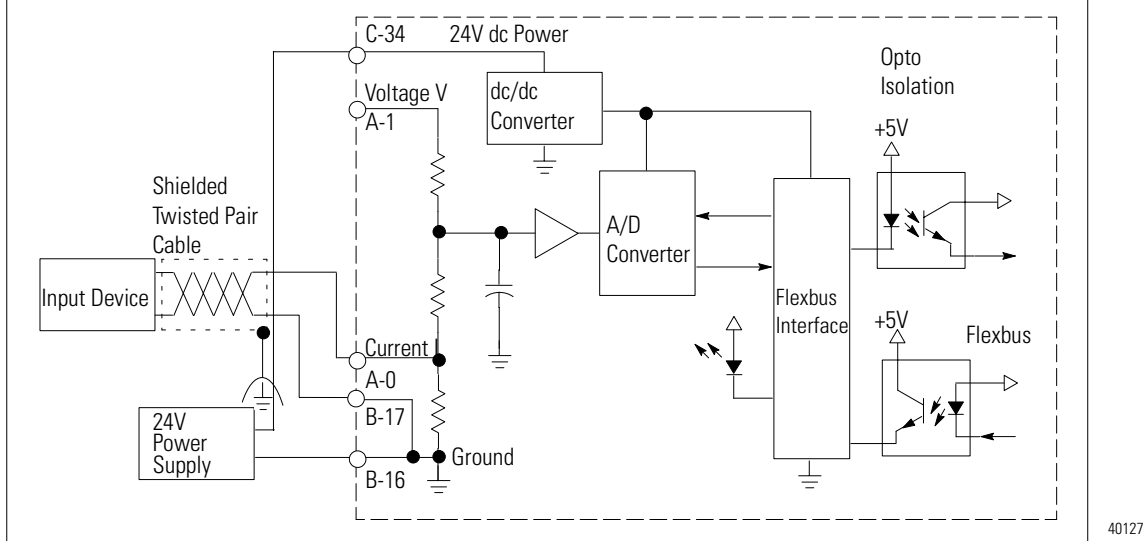 C-34
24V dc Power
Voltage V
A-1
dc/dc
Converter
Opto
Isolation
+5V
Shielded
Twisted Pair
Cable
A/D
Converter
Input Device
Flexbus
Interface
+5V
Flexbus
Current I
A-0
B-17
24V
Power
Supply
Ground
B-16
40127